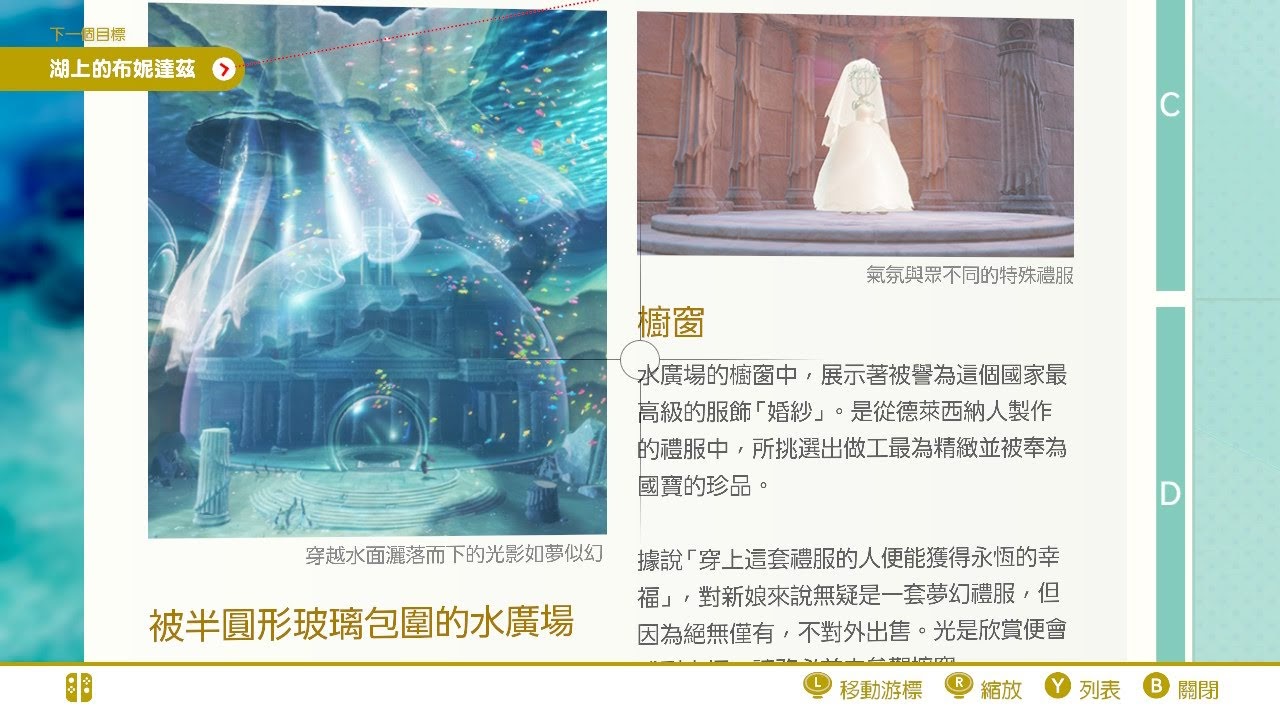 下一個目標
湖上的布妮達茲
穿越水面灑落而下的光影如夢似幻
被半圓形玻璃包圍的水廣場
氣氛與眾不同的特殊禮服
櫥窗
水廣場的櫥窗中，展示著被譽為這個國家最
高級的服飾「婚紗」。是從德萊西納人製作
的禮服中，所挑選出做工最為精緻並被奉為
國寶的珍品。
據說「穿上這套禮服的人便能獲得永恆的幸
福」，對新娘來說無疑是一套夢幻禮服，但
因為絕無僅有，不對外出售。光是欣賞便會
C
D
L 移動游標
R 縮放
Y 列表
B 關閉